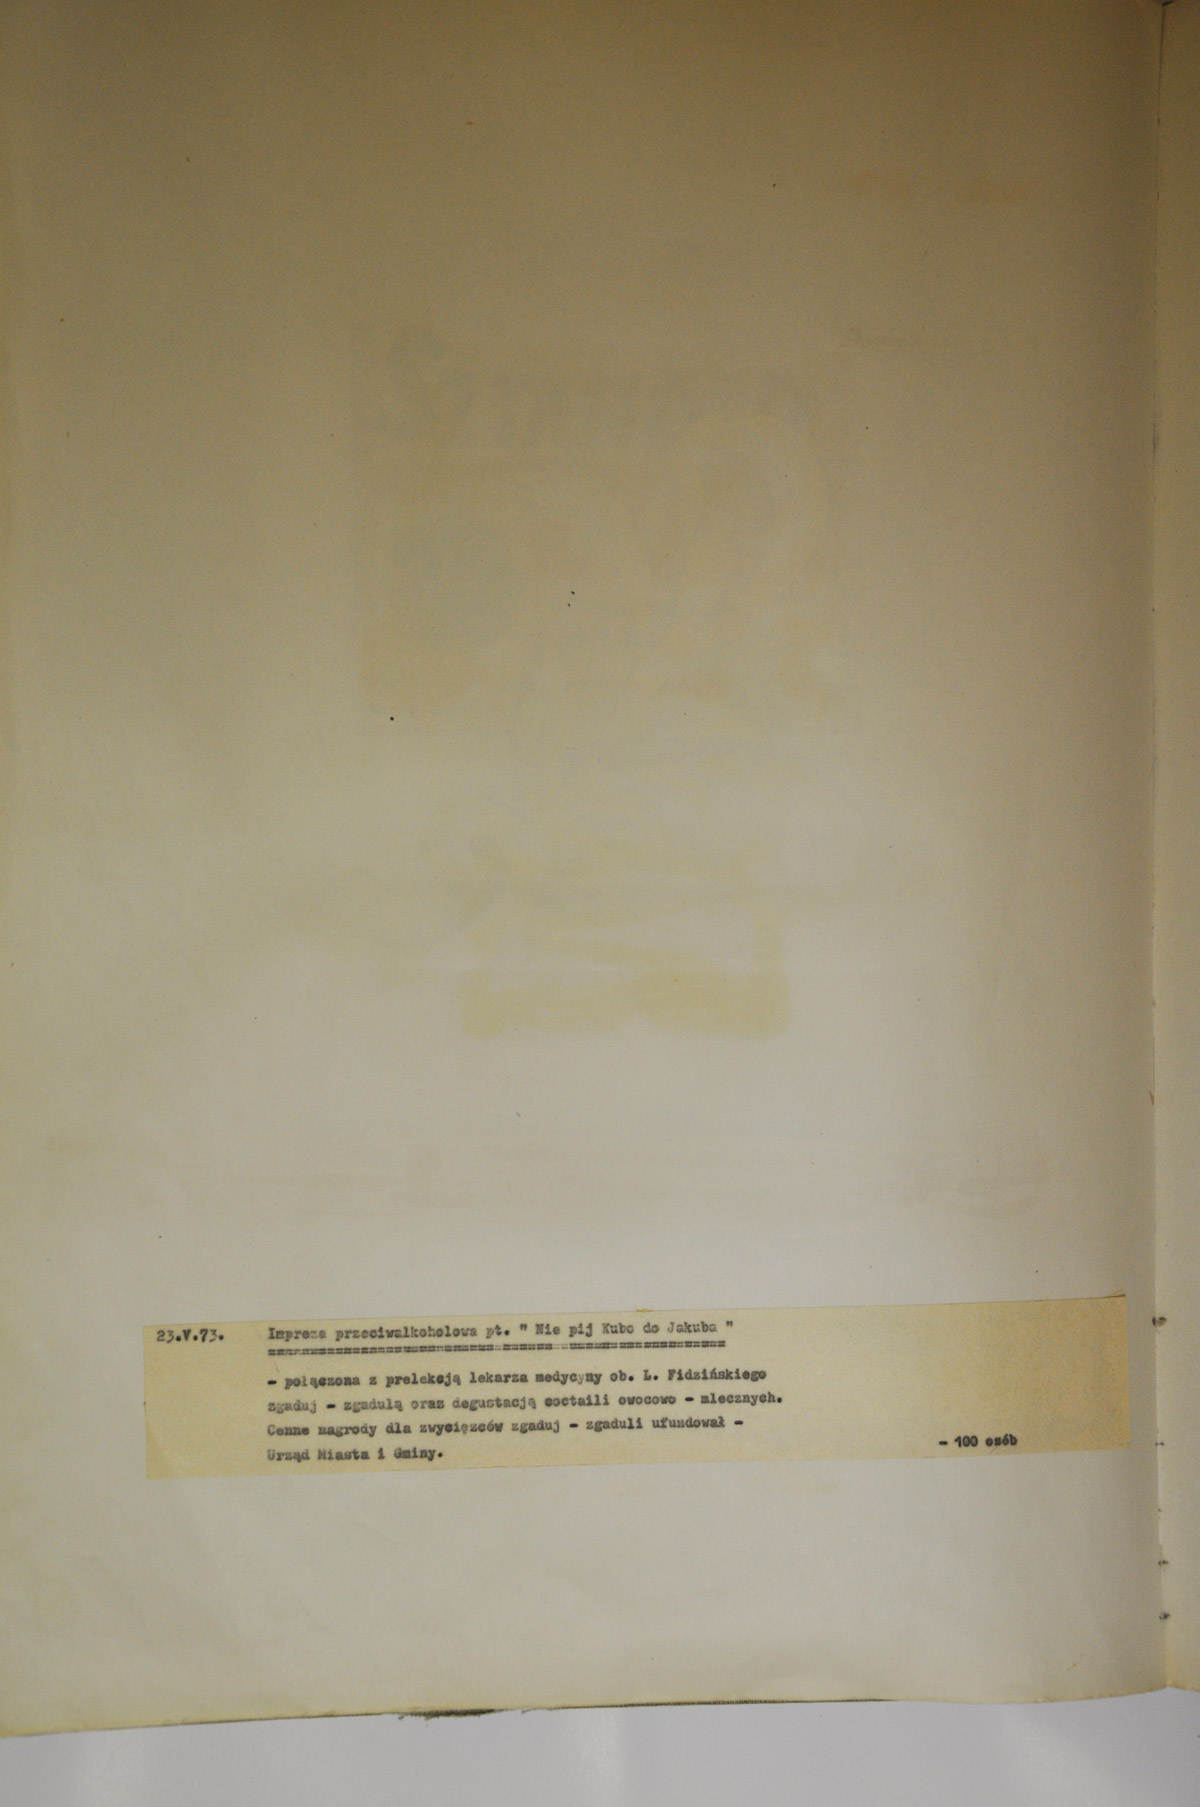 23.V.73. Impreza przeciwalkoholowa pt. " Nie pij Kubo do Jakuba "
==================================================
- połączona z prelekcją lekarza medycyny ob. L. Fidzińskiego
zgaduj - zgadulą oraz degustacją coctaili owocowo - mlecznych.
Cenne nagrody dla zwycięzców zgaduj - zgaduli ufundował -
Urząd Miasta i Gminy. - 100 osób